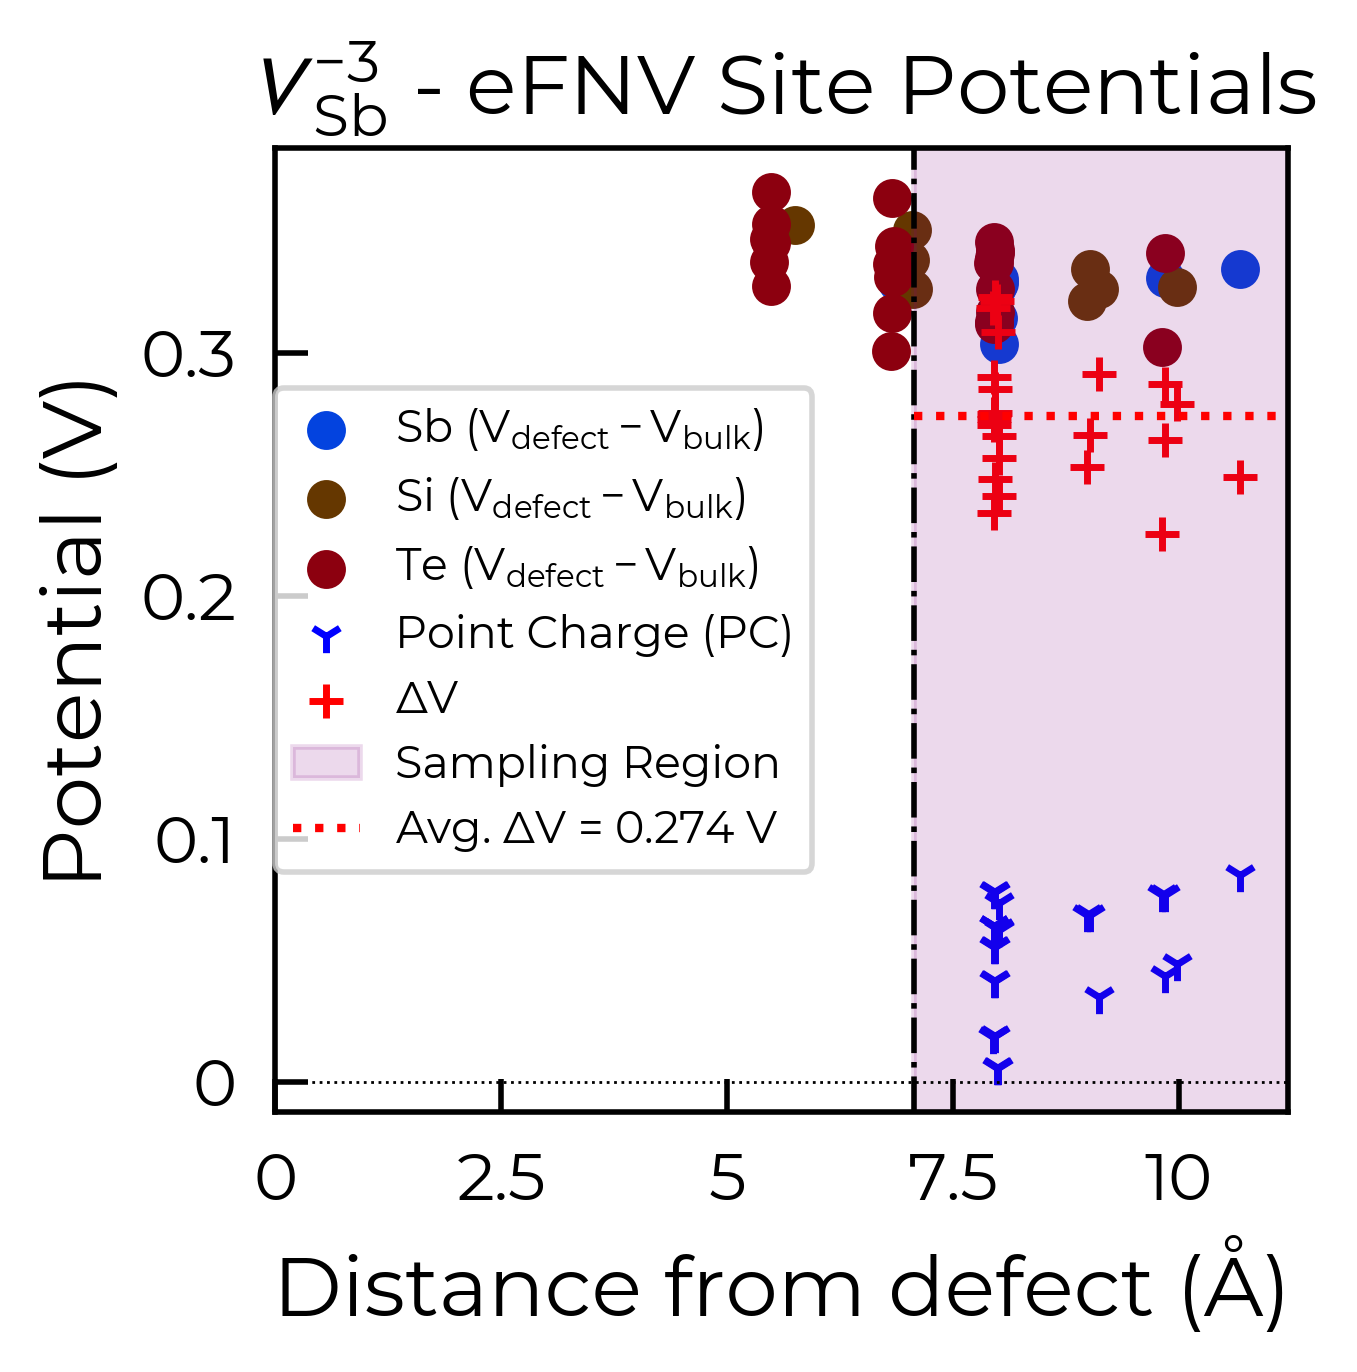 V⁻³_Sb - eFNV Site Potentials
Potential (V)
0.3
0.2
0.1
0
Sb (V_defect – V_bulk)
Si (V_defect – V_bulk)
Te (V_defect – V_bulk)
Point Charge (PC)
ΔV
Sampling Region
Avg. ΔV = 0.274 V
0 2.5 5 7.5 10
Distance from defect (Å)